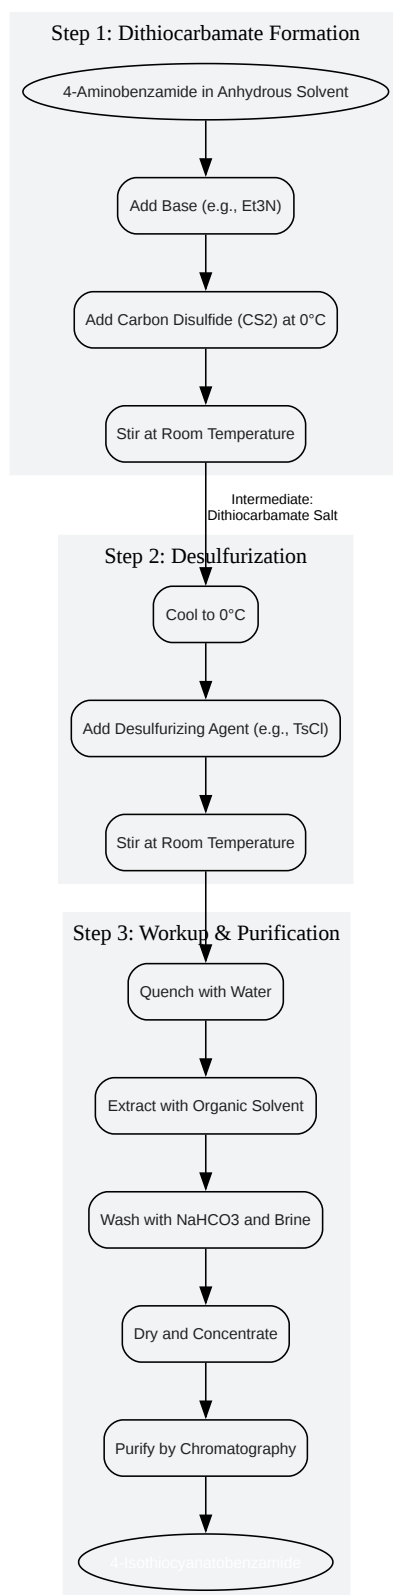 Step 1: Dithiocarbamate Formation
4-Aminobenzamide in Anhydrous Solvent
Add Base (e.g., Et3N)
Add Carbon Disulfide (CS2) at 0°C
Stir at Room Temperature
Intermediate:
Dithiocarbamate Salt
Step 2: Desulfurization
Cool to 0°C
Add Desulfurizing Agent (e.g., TsCl)
Stir at Room Temperature
Step 3: Workup & Purification
Quench with Water
Extract with Organic Solvent
Wash with NaHCO3 and Brine
Dry and Concentrate
Purify by Chromatography
4-Isothiocyanatobenzamide